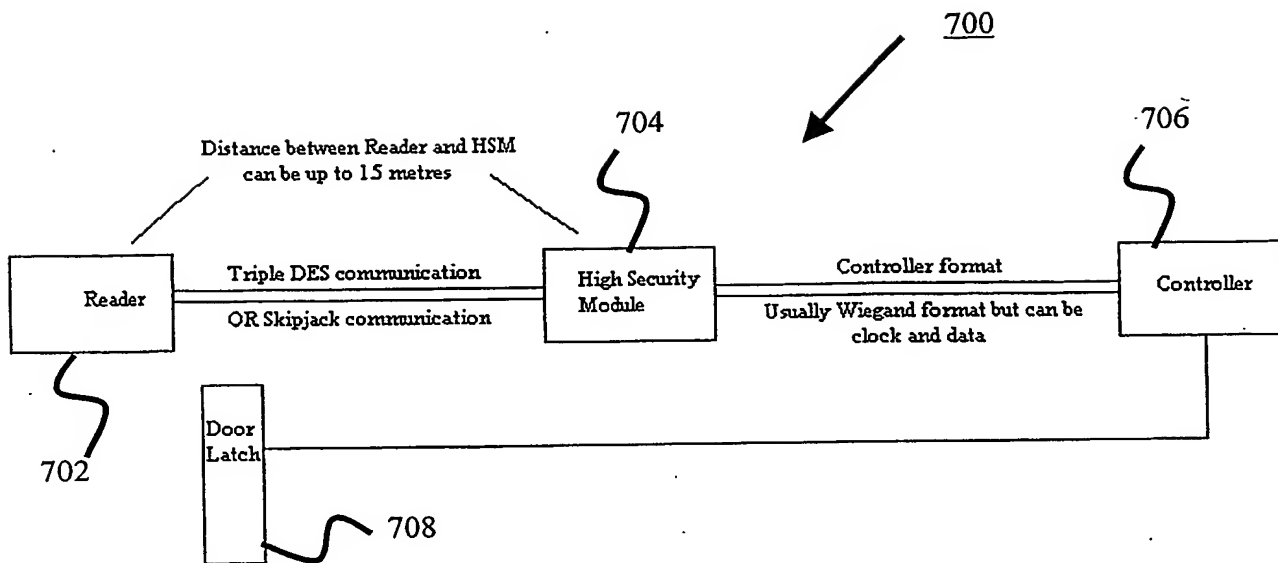 700
704
706
Distance between Reader and HSM
can be up to 15 metres
Reader
Triple DES communication
OR Skipjack communication
High Security
Module
Controller format
Usually Wiegand format but can be
clock and data
Controller
Door
Latch
702
708